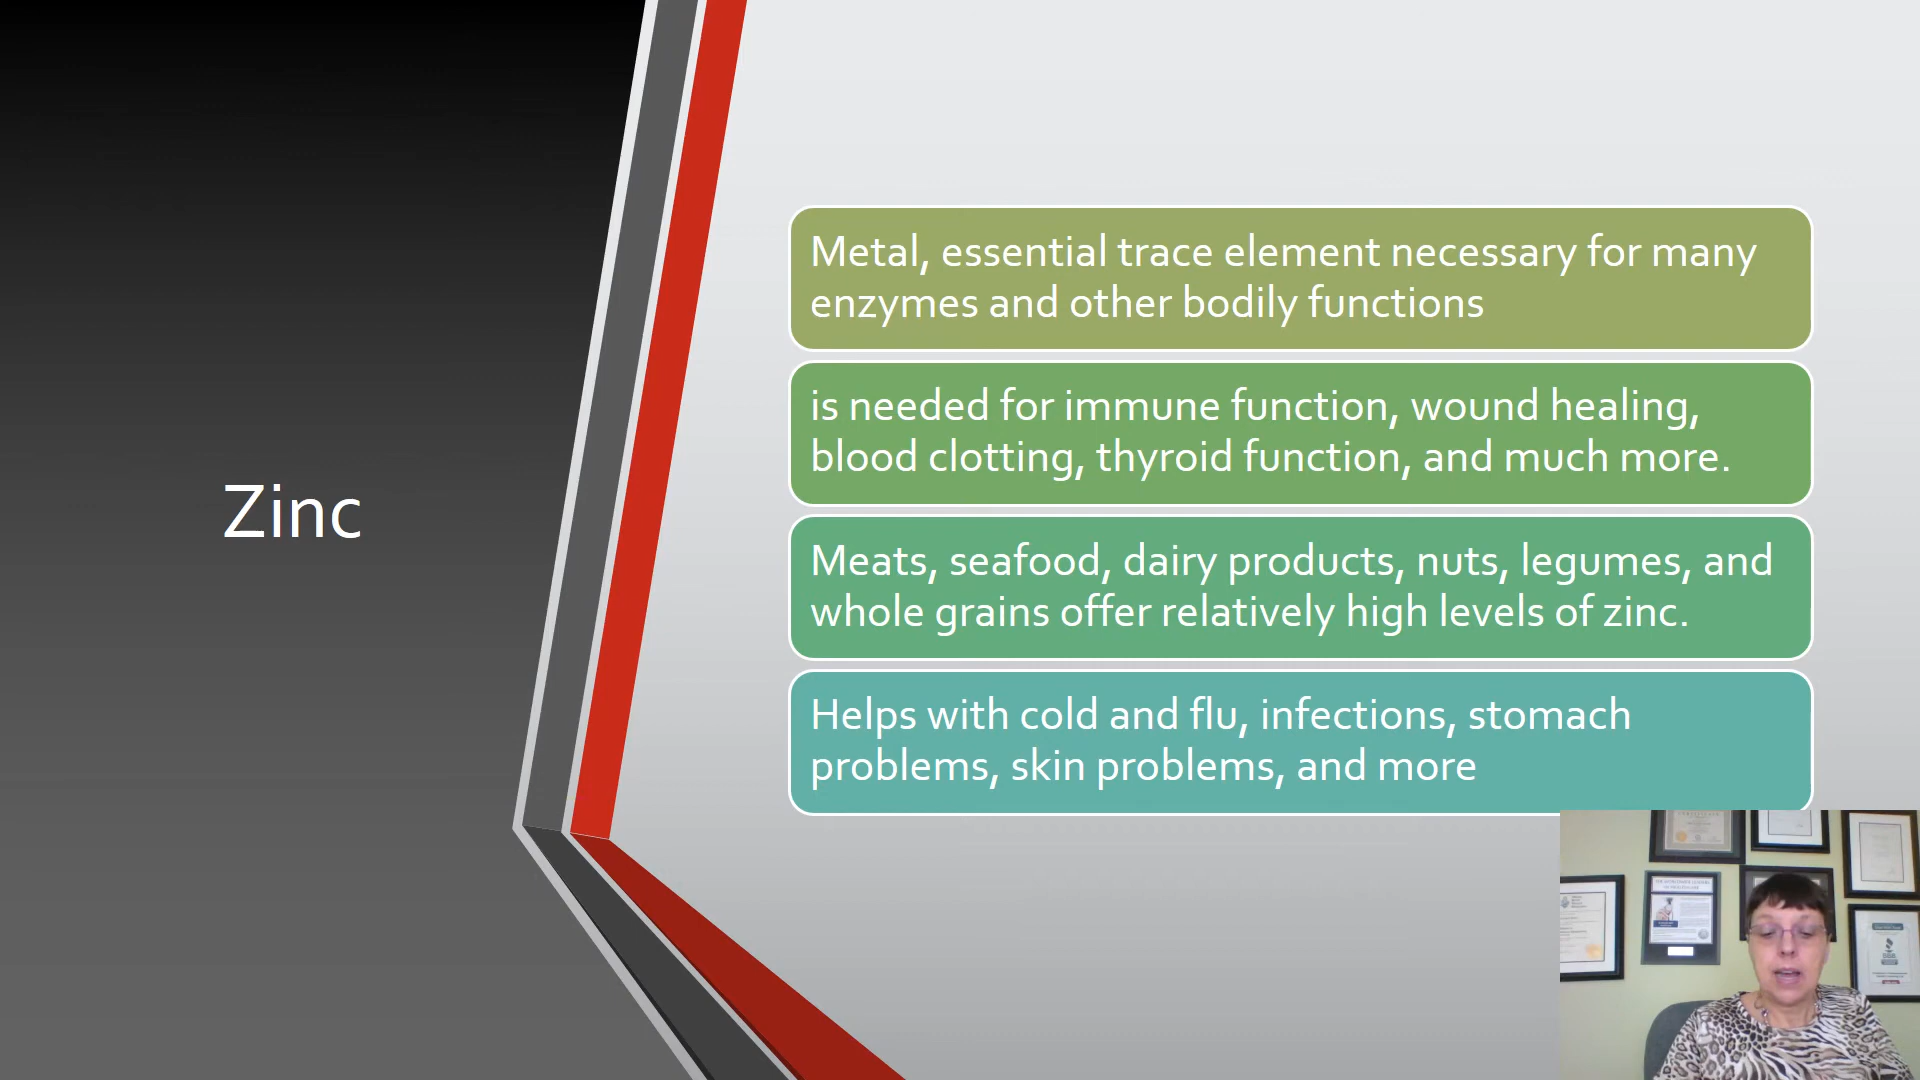 Zinc
Metal, essential trace element necessary for many
enzymes and other bodily functions
is needed for immune function, wound healing,
blood clotting, thyroid function, and much more.
Meats, seafood, dairy products, nuts, legumes, and
whole grains offer relatively high levels of zinc.
Helps with cold and flu, infections, stomach
problems, skin problems, and more